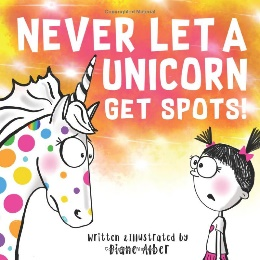 NEVER LET A
UNICORN
GET SPOTS!
Written & Illustrated by
Diane Alber